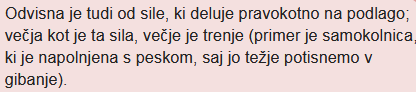 Odvisna je tudi od sile, ki deluje pravokotno na podlago;
večja kot je ta sila, večje je trenje (primer je samokolnica,
ki je napolnjena s peskom, saj jo težje potisnemo v
gibanje).